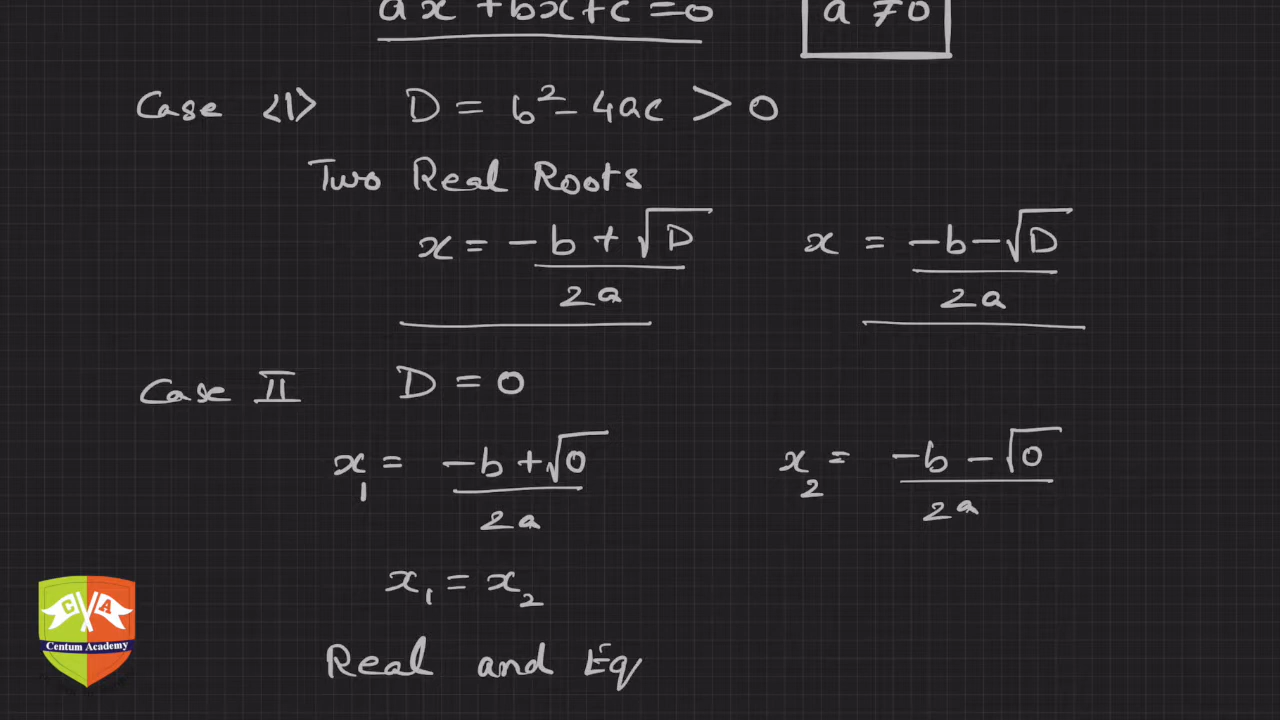 ax + bx + c = 0 a ≠ 0
Case <1> D = b² - 4ac > 0
Two Real Roots
x = -b + √D / 2a x = -b - √D / 2a
Case II D = 0
x₁ = -b + √0 / 2a x₂ = -b - √0 / 2a
x₁ = x₂
Real and Eq
C A
Centum Academy